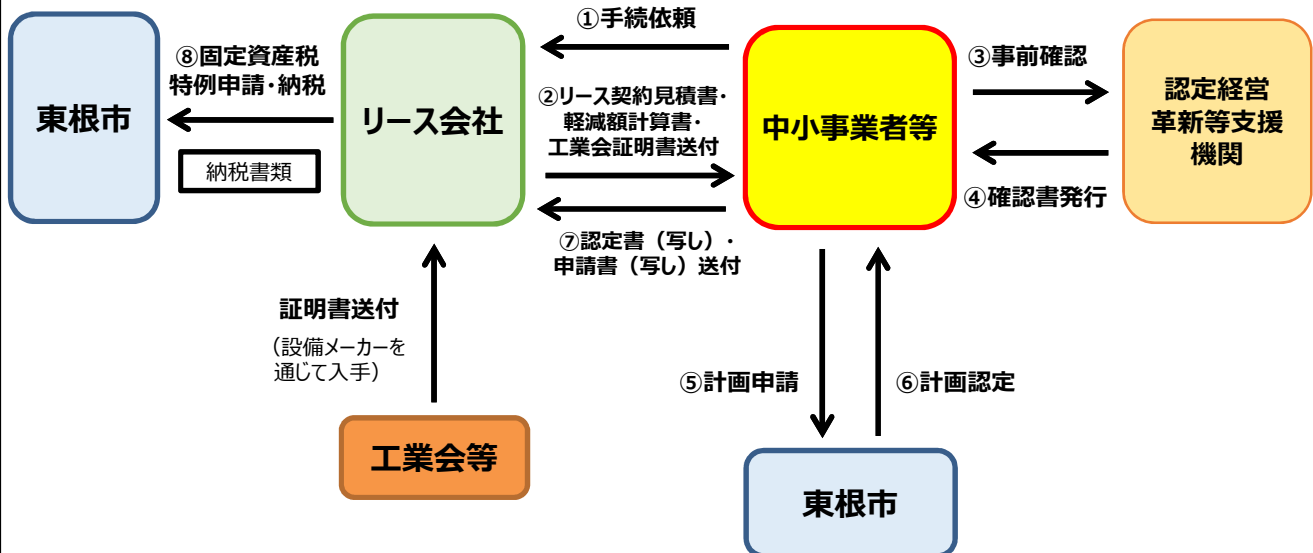 東根市
⑧固定資産税
特例申請・納税
納税書類
リース会社
①手続依頼
②リース契約見積書・
軽減額計算書・
工業会証明書送付
⑦認定書（写し）・
申請書（写し）送付
中小事業者等
③事前確認
④確認書発行
認定経営
革新等支援
機関
証明書送付
（設備メーカーを
通じて入手）
工業会等
⑤計画申請
⑥計画認定
東根市